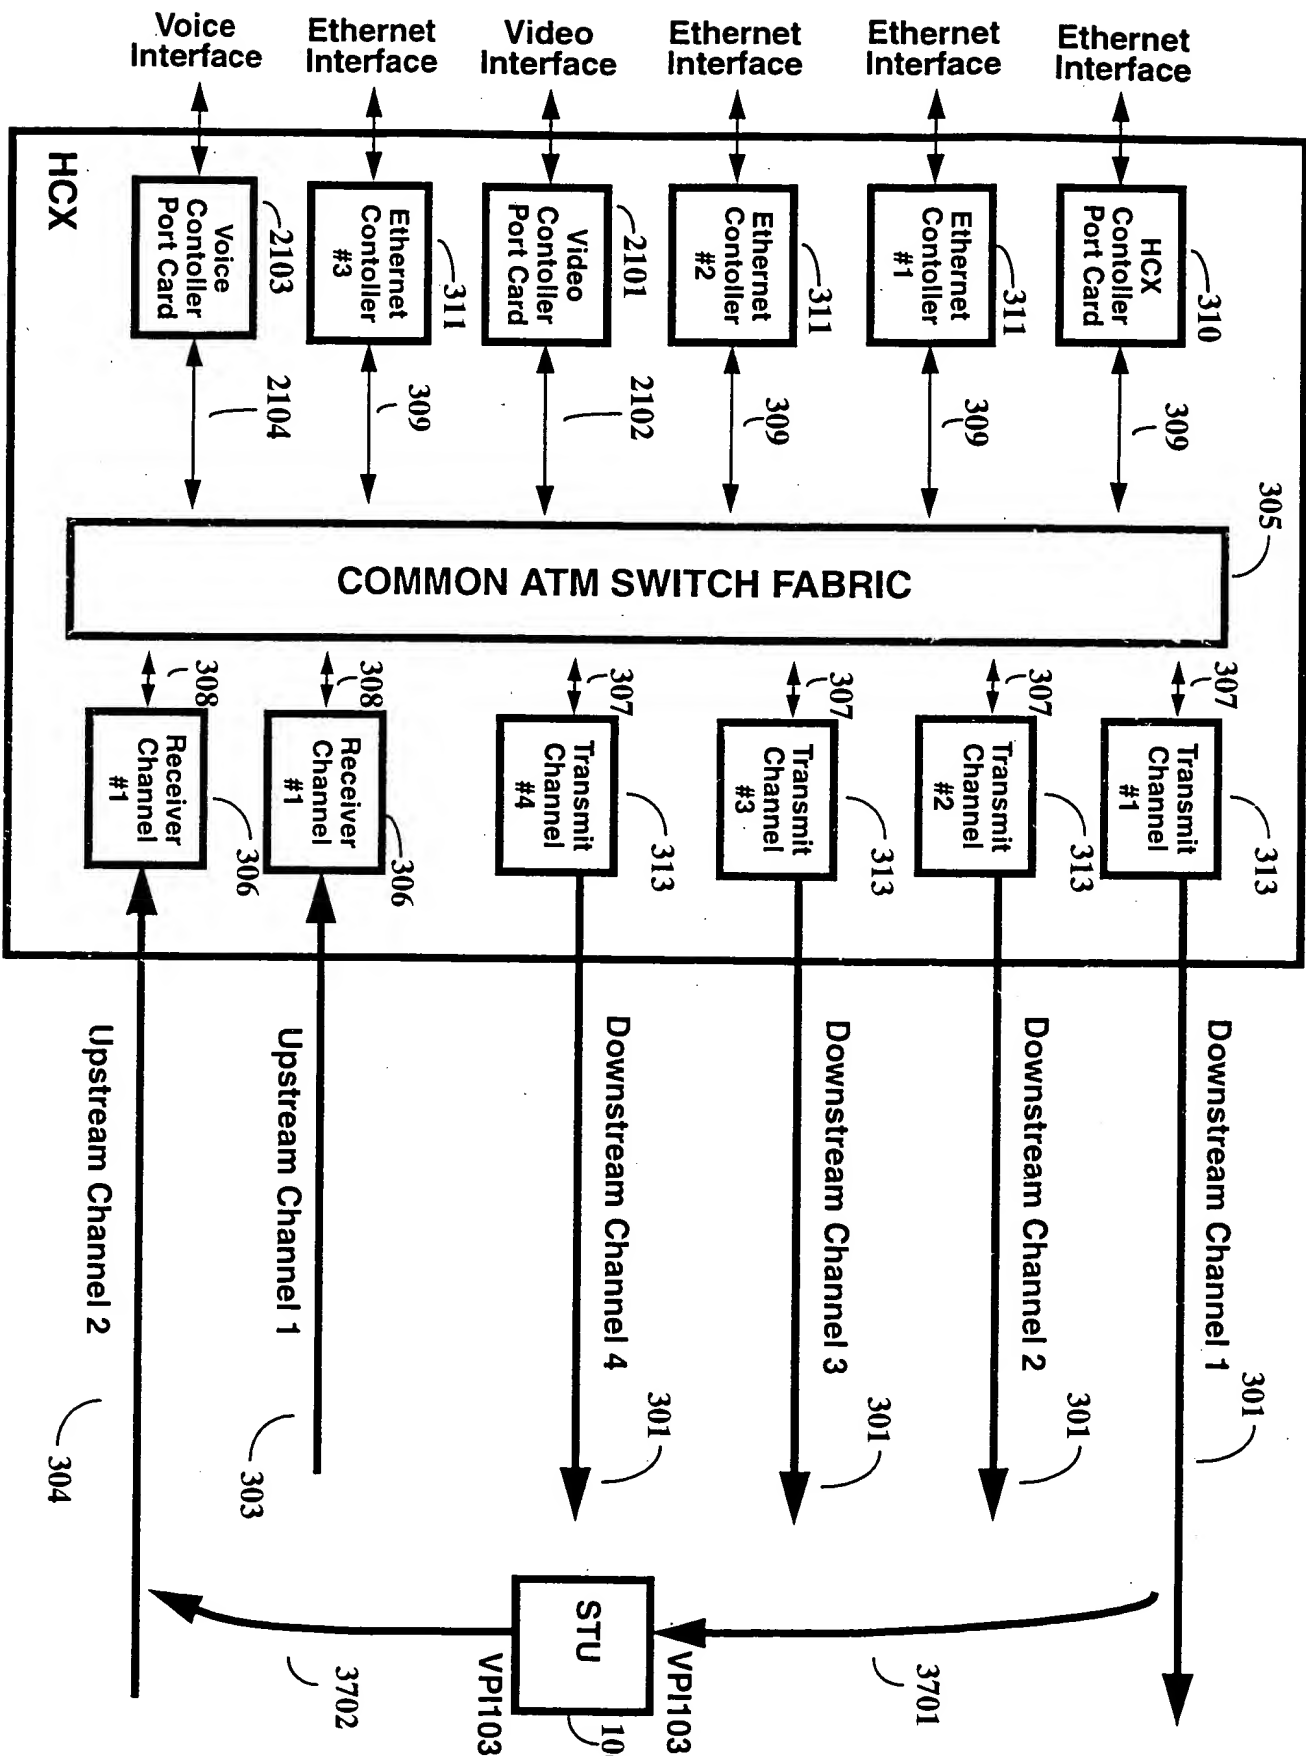 Voice
Interface
Ethernet
Interface
Video
Interface
Ethernet
Interface
Ethernet
Interface
Ethernet
Interface
HCX
Voice
Contoller
Port Card
2103
Ethernet
Contoller
#3
311
Video
Contoller
Port Card
2101
Ethernet
Contoller
#2
311
Ethernet
Contoller
#1
311
HCX
Contoller
Port Card
310
2104
309
2102
309
309
309
305
COMMON ATM SWITCH FABRIC
308
308
307
307
307
307
Receiver
Channel
#1
306
Receiver
Channel
#1
306
Transmit
Channel
#4
313
Transmit
Channel
#3
313
Transmit
Channel
#2
313
Transmit
Channel
#1
313
Upstream Channel 2
304
Upstream Channel 1
303
Downstream Channel 4
301
Downstream Channel 3
301
Downstream Channel 2
301
Downstream Channel 1
301
3702
VPI103
STU
VPI103
3701